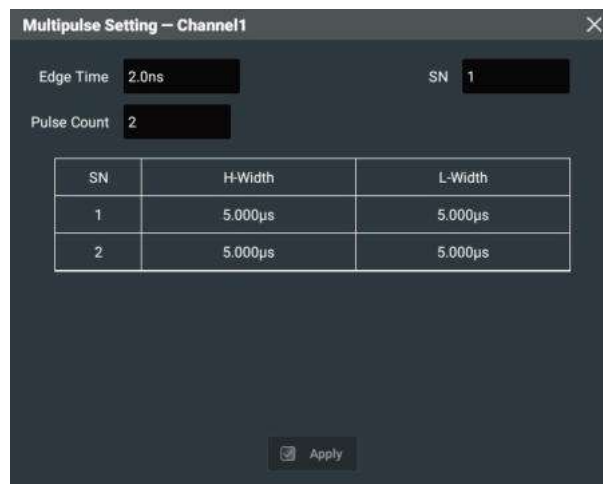 Multipulse Setting – Channel1
Edge Time 2.0ns SN 1
Pulse Count 2
SN H-Width L-Width
1 5.000µs 5.000µs
2 5.000µs 5.000µs
Apply